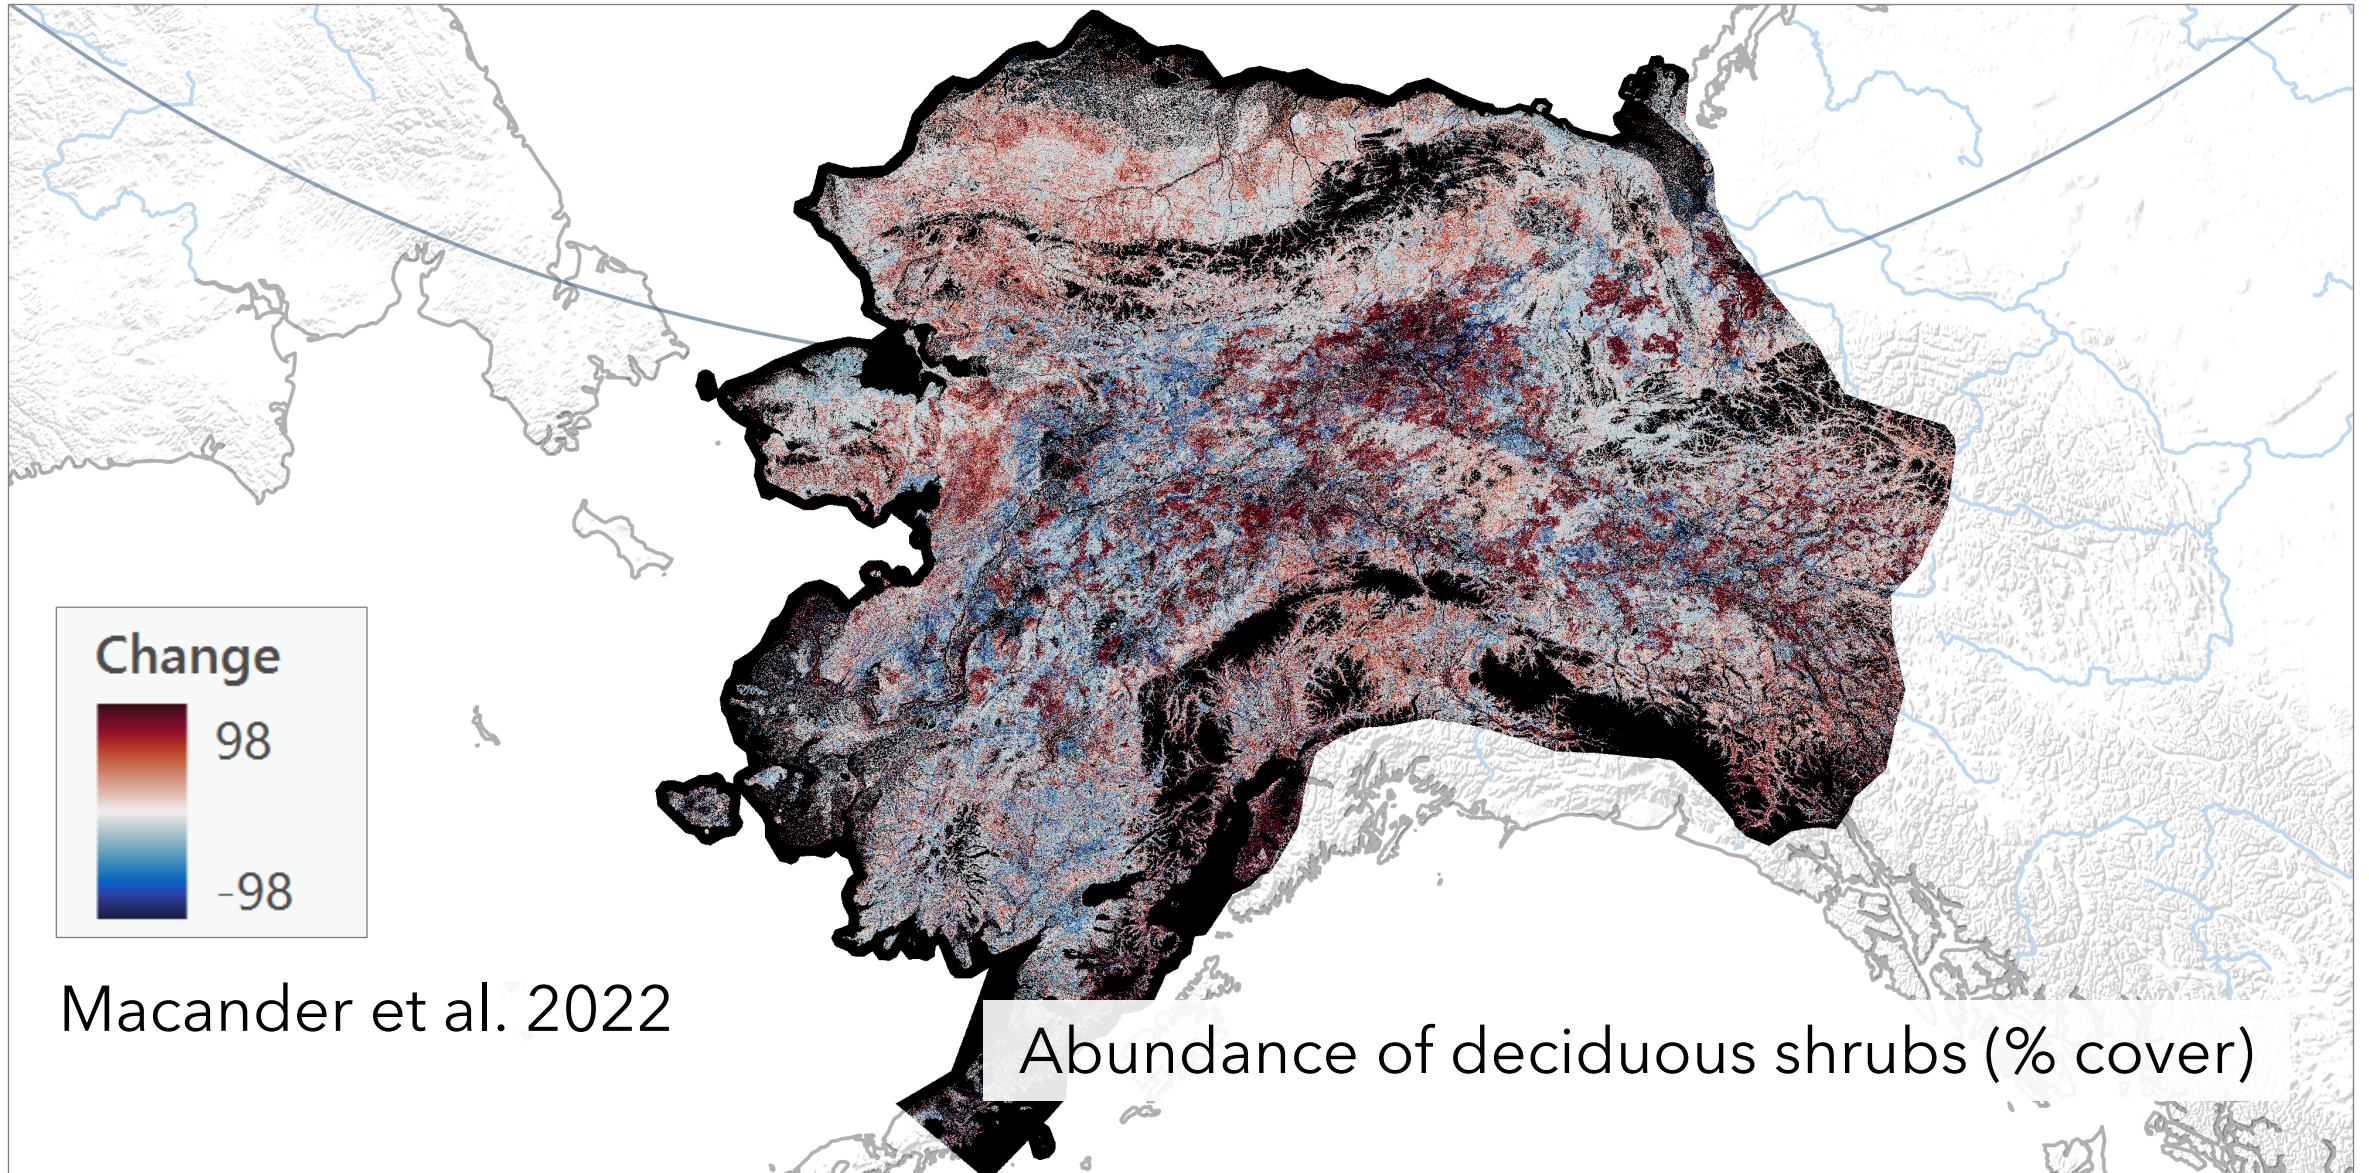 Change
98
-98
Macander et al. 2022
Abundance of deciduous shrubs (% cover)